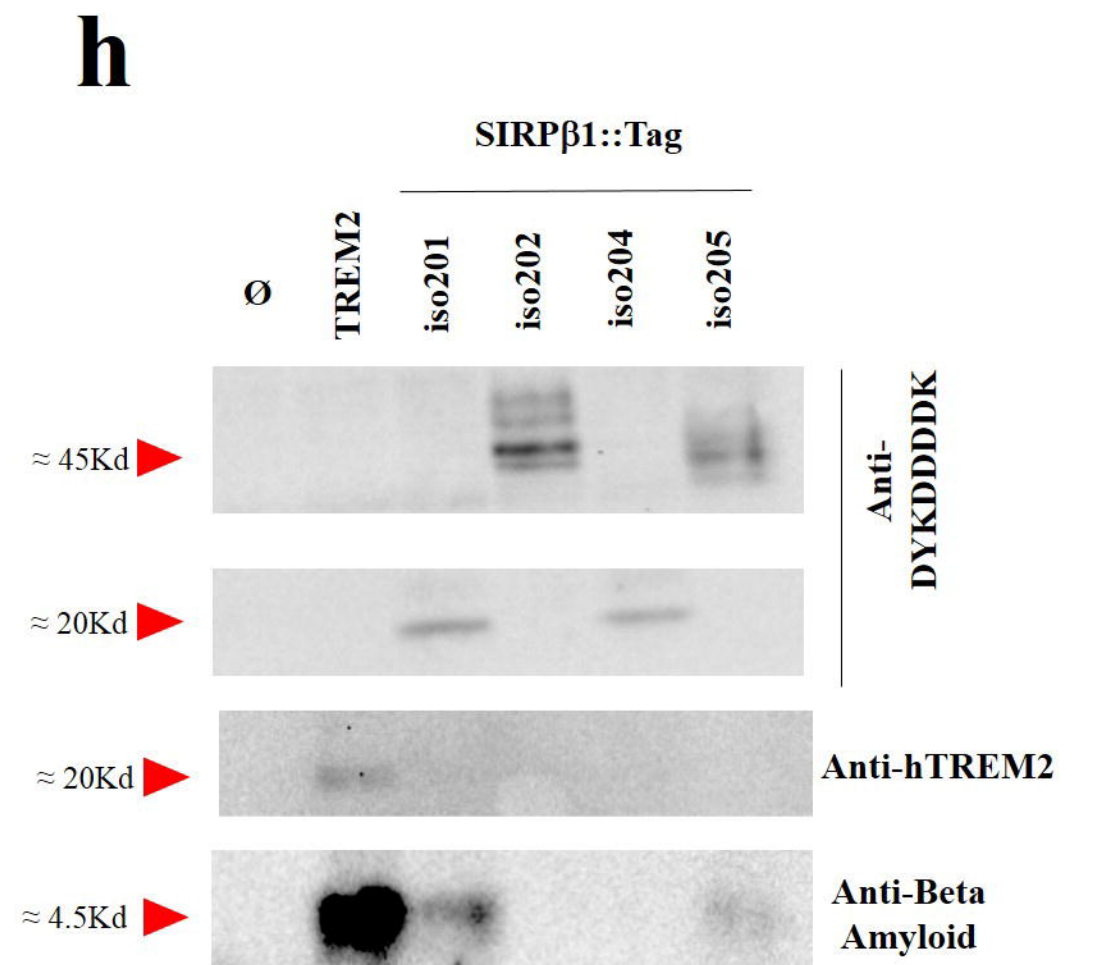 h
SIRPβ1::Tag
Ø
TREM2
iso201
iso202
iso204
iso205
≈ 45Kd
Anti-
DYKDDDDK
≈ 20Kd
≈ 20Kd
Anti-hTREM2
≈ 4.5Kd
Anti-Beta
Amyloid